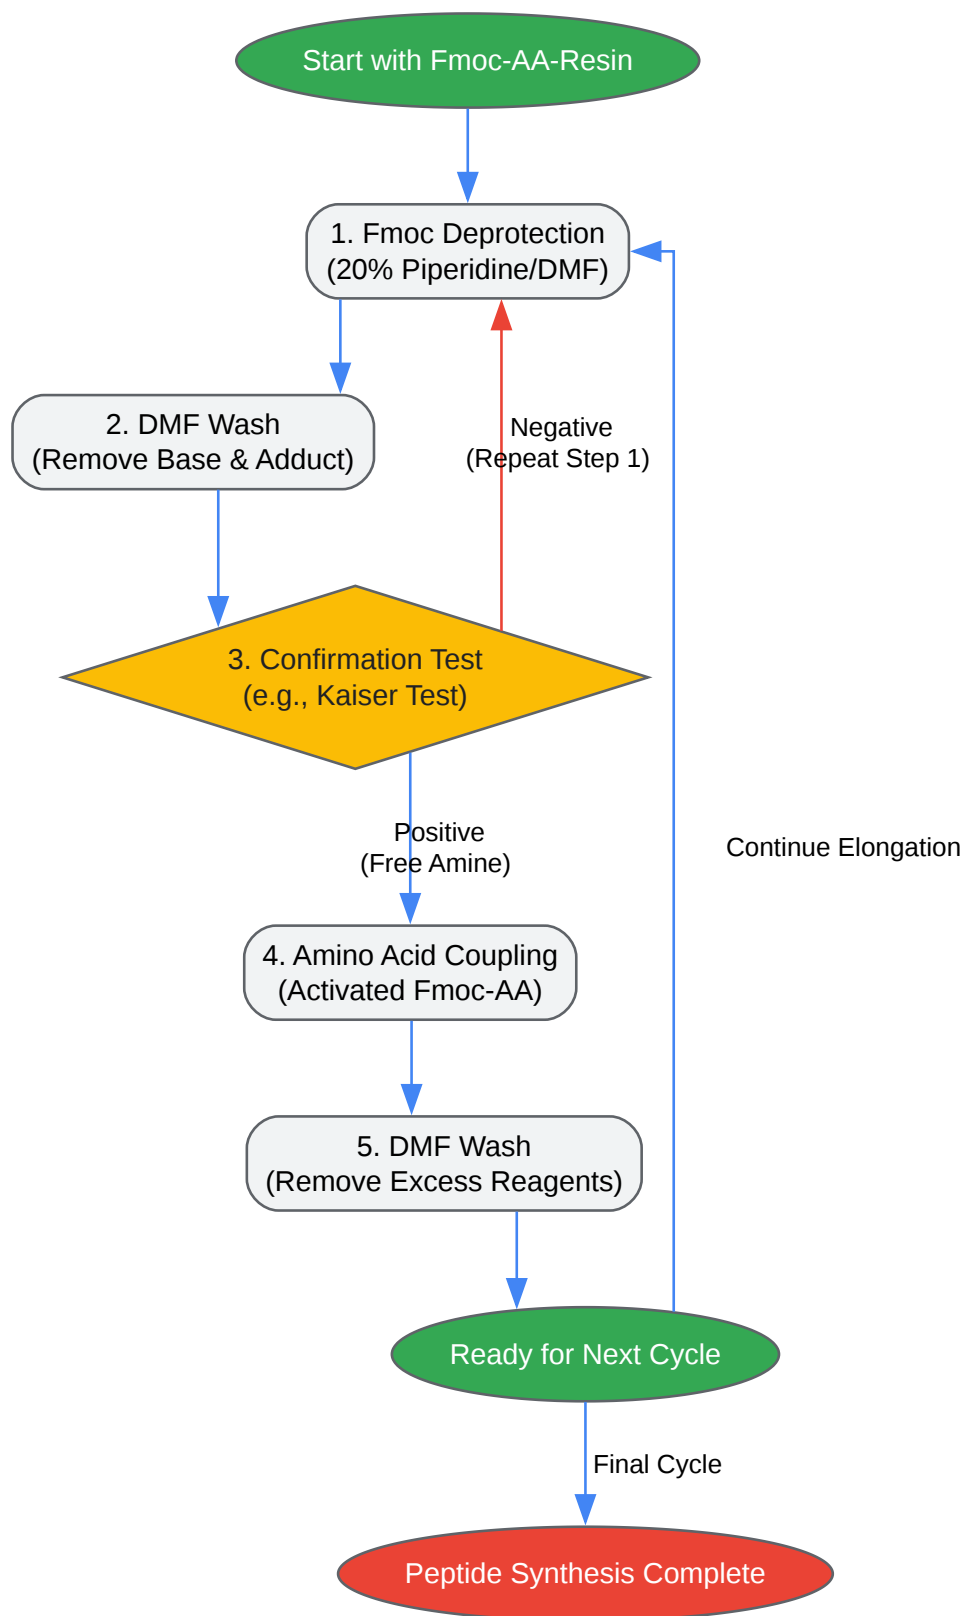 Start with Fmoc-AA-Resin
1. Fmoc Deprotection
(20% Piperidine/DMF)
2. DMF Wash
(Remove Base & Adduct)
Negative
(Repeat Step 1)
3. Confirmation Test
(e.g., Kaiser Test)
Positive
(Free Amine)
Continue Elongation
4. Amino Acid Coupling
(Activated Fmoc-AA)
5. DMF Wash
(Remove Excess Reagents)
Ready for Next Cycle
Final Cycle
Peptide Synthesis Complete